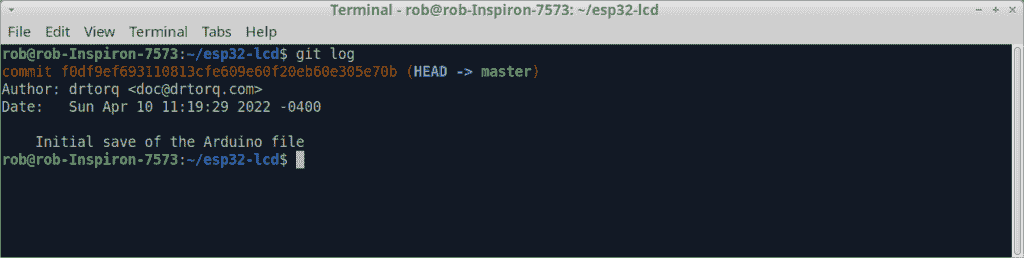 Terminal - rob@rob-Inspiron-7573: ~/esp32-lcd
File Edit View Terminal Tabs Help
rob@rob-Inspiron-7573:~/esp32-lcd$ git log
commit f0df9ef693110813cfe609e60f20eb60e305e70b (HEAD -> master)
Author: drtorq <doc@drtorq.com>
Date:   Sun Apr 10 11:19:29 2022 -0400
    Initial save of the Arduino file
rob@rob-Inspiron-7573:~/esp32-lcd$